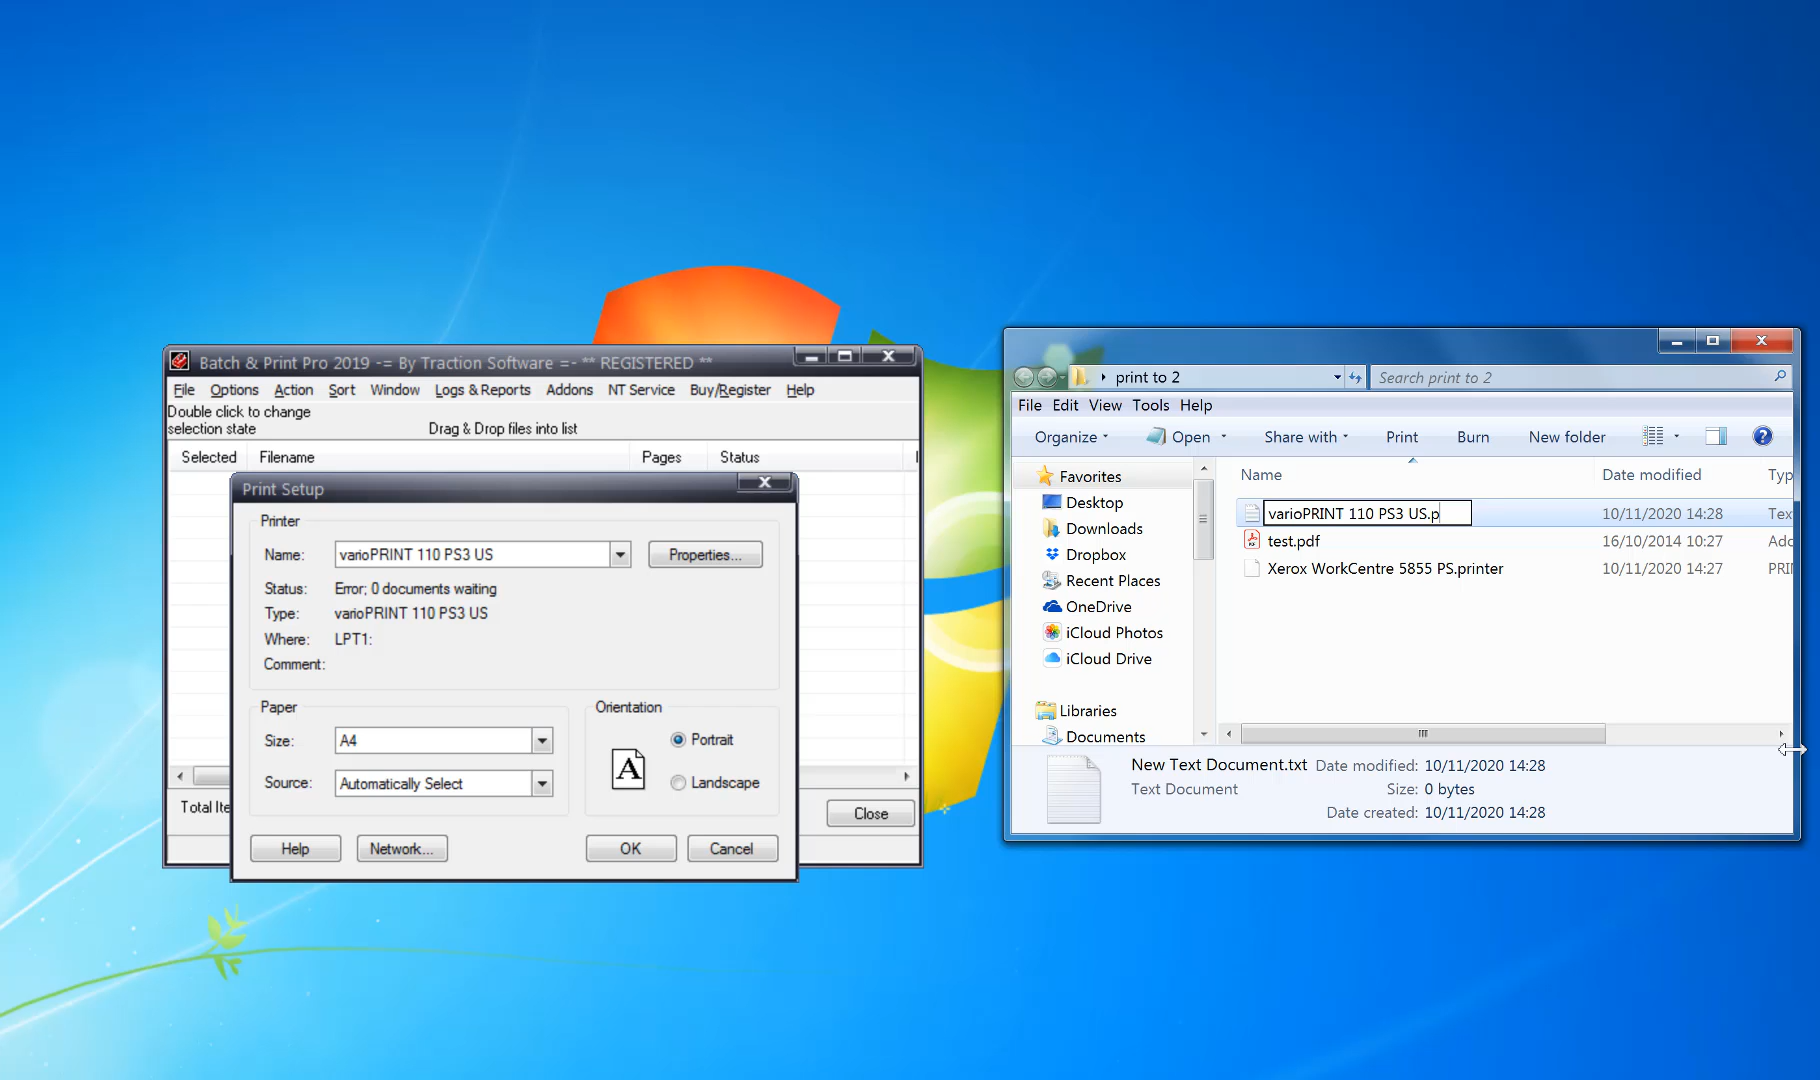 Batch & Print Pro 2019 -= By Traction Software =- ** REGISTERED **
File Options Action Sort Window Logs & Reports Addons NT Service Buy/Register Help
Double click to change
selection state
Drag & Drop files into list
Selected Filename Pages Status
Print Setup
Printer
Name: varioPRINT 110 PS3 US Properties...
Status: Error; 0 documents waiting
Type: varioPRINT 110 PS3 US
Where: LPT1:
Comment:
Paper
Size: A4
Source: Automatically Select
Orientation
A
Portrait
Landscape
Help Network... OK Cancel
Total Ite
Close
print to 2
Search print to 2
File Edit View Tools Help
Organize Open Share with Print Burn New folder
?
Favorites
Desktop
Downloads
Dropbox
Recent Places
OneDrive
iCloud Photos
iCloud Drive
Libraries
Documents
Name Date modified Typ
varioPRINT 110 PS3 US.p 10/11/2020 14:28 Tex
test.pdf 16/10/2014 10:27 Ado
Xerox WorkCentre 5855 PS.printer 10/11/2020 14:27 PRI
New Text Document.txt Date modified: 10/11/2020 14:28
Text Document Size: 0 bytes
Date created: 10/11/2020 14:28